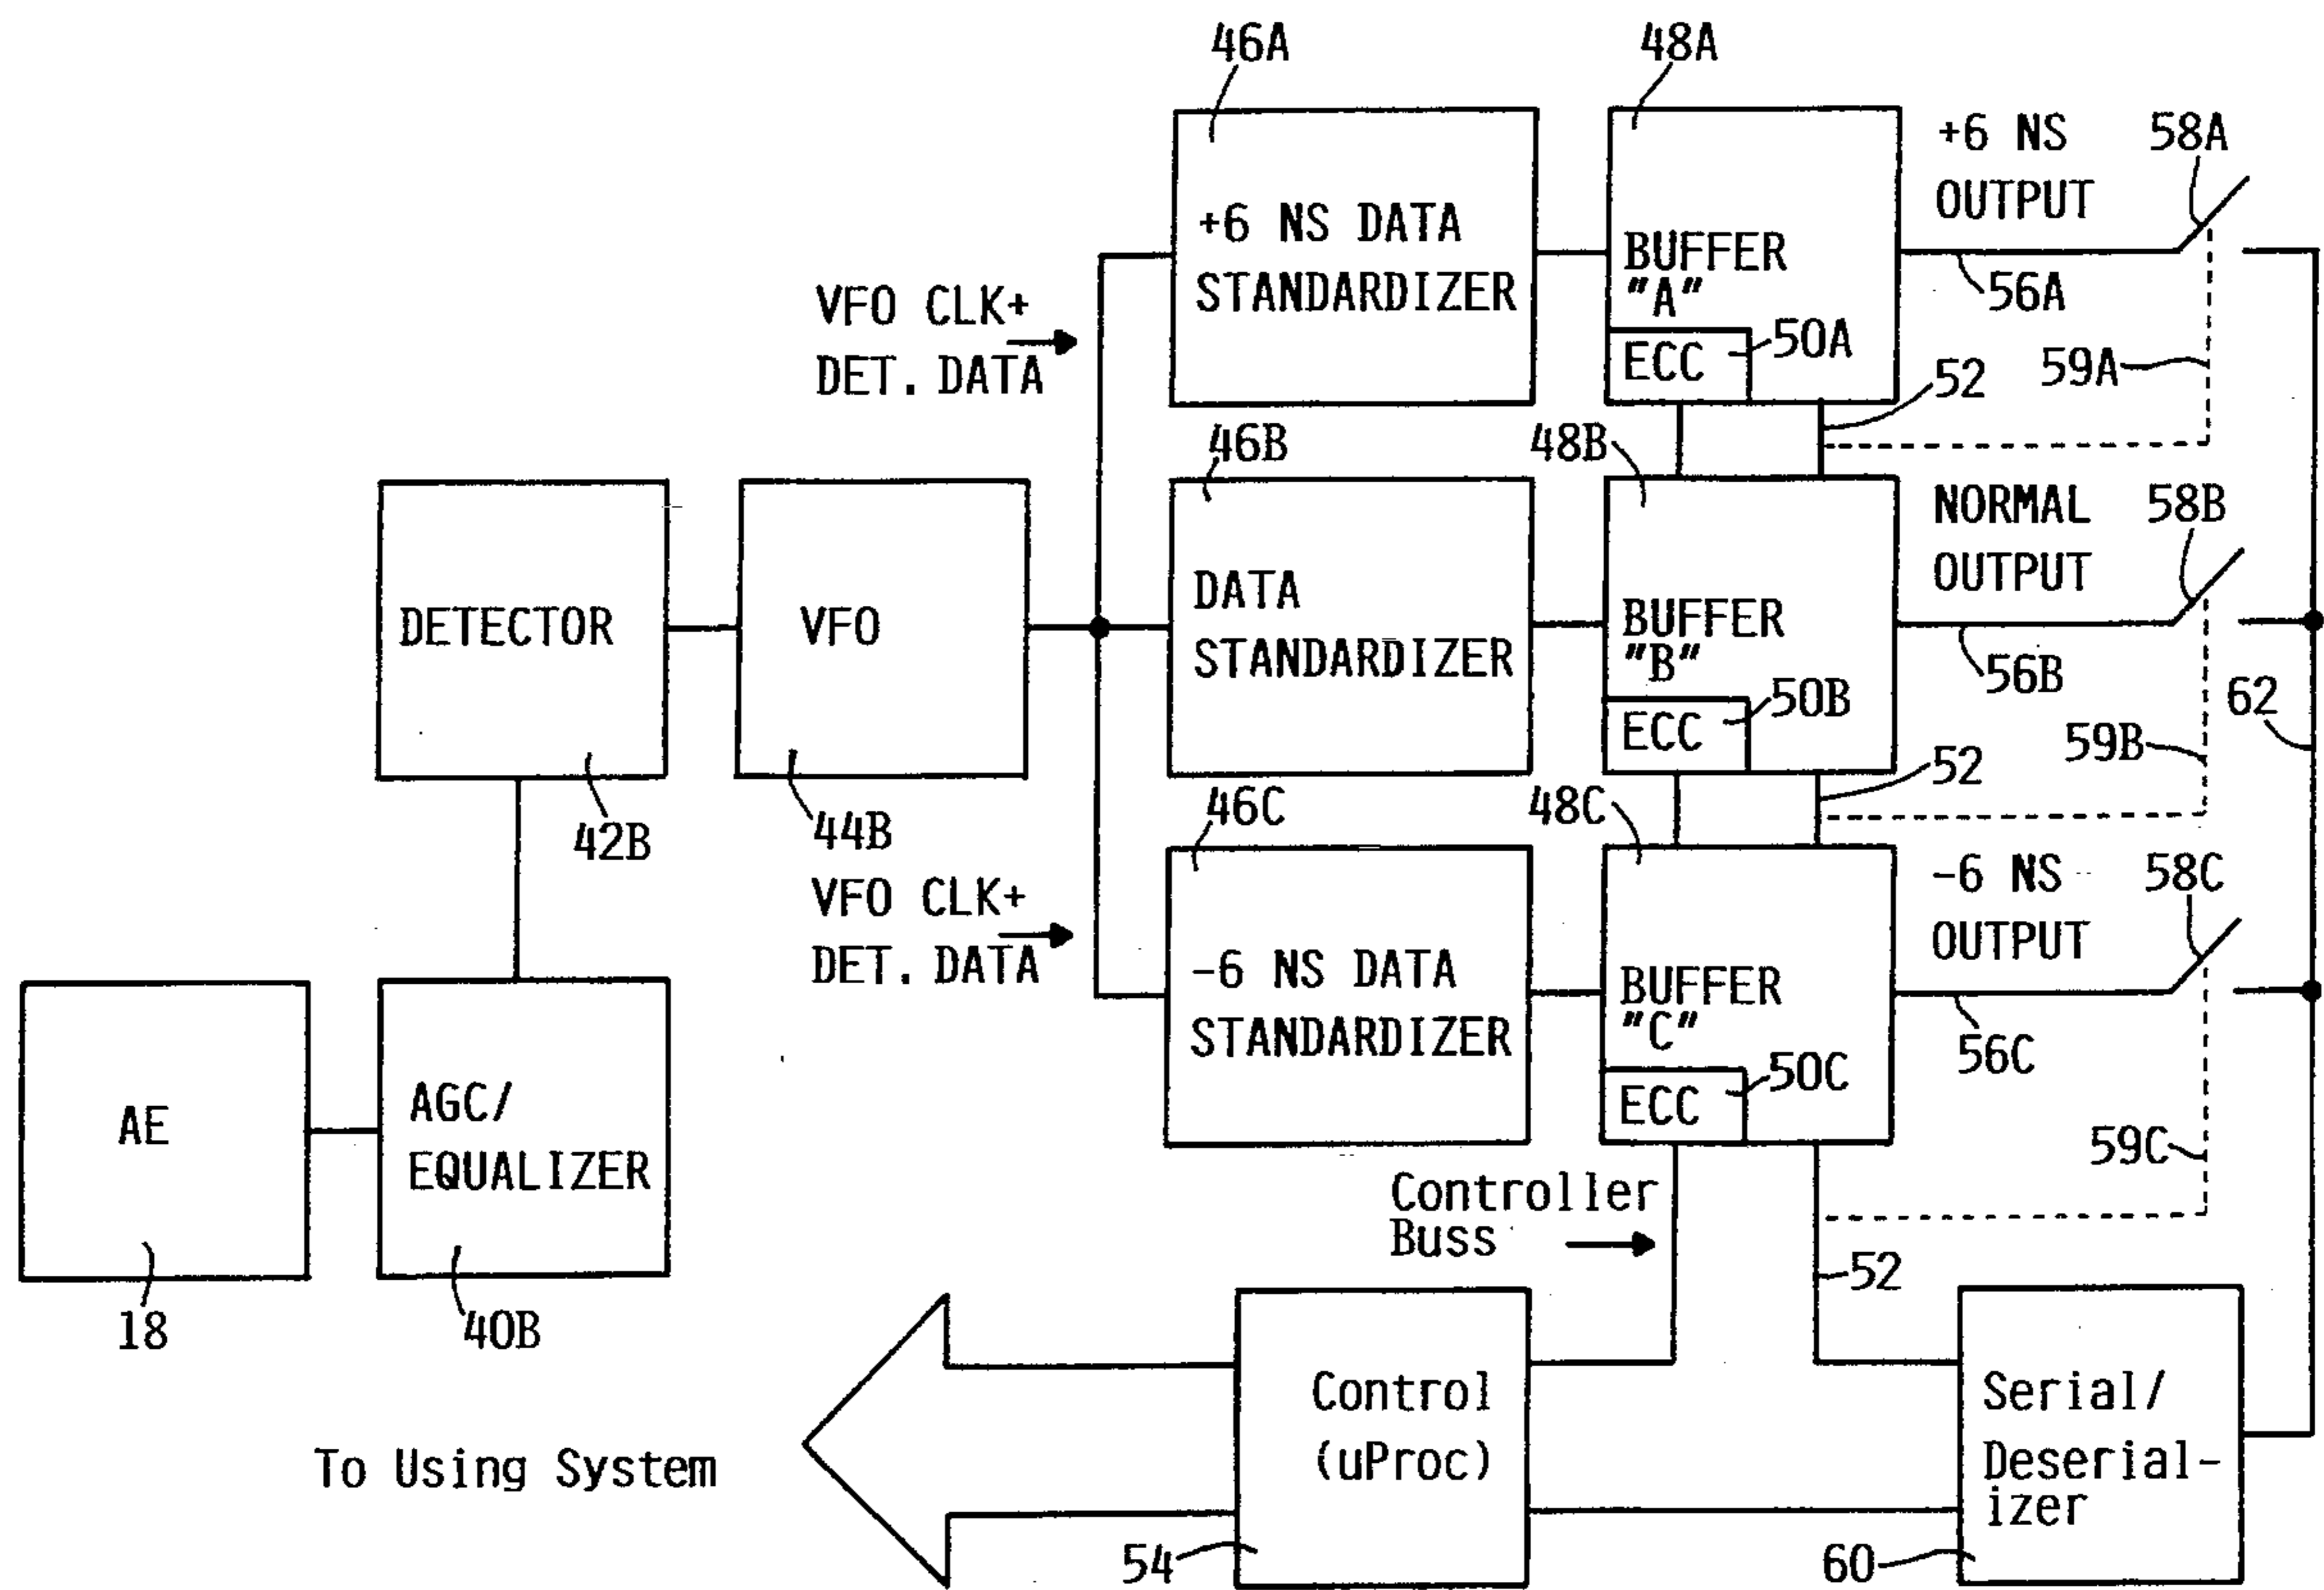 46A
48A
+6 NS
OUTPUT
58A
+6 NS DATA
STANDARDIZER
BUFFER
"A"
56A
VFO CLK+
DET. DATA
ECC
50A
59A
52
46B
48B
NORMAL
OUTPUT
58B
DETECTOR
VFO
DATA
STANDARDIZER
BUFFER
"B"
56B
62
ECC
50B
59B
52
42B
44B
46C
48C
VFO CLK+
DET. DATA
-6 NS
OUTPUT
58C
-6 NS DATA
STANDARDIZER
BUFFER
"C"
56C
ECC
50C
AE
AGC/
EQUALIZER
59C
Controller
Buss
52
18
40B
Control
(uProc)
Serial/
Deserial-
izer
To Using System
54
60